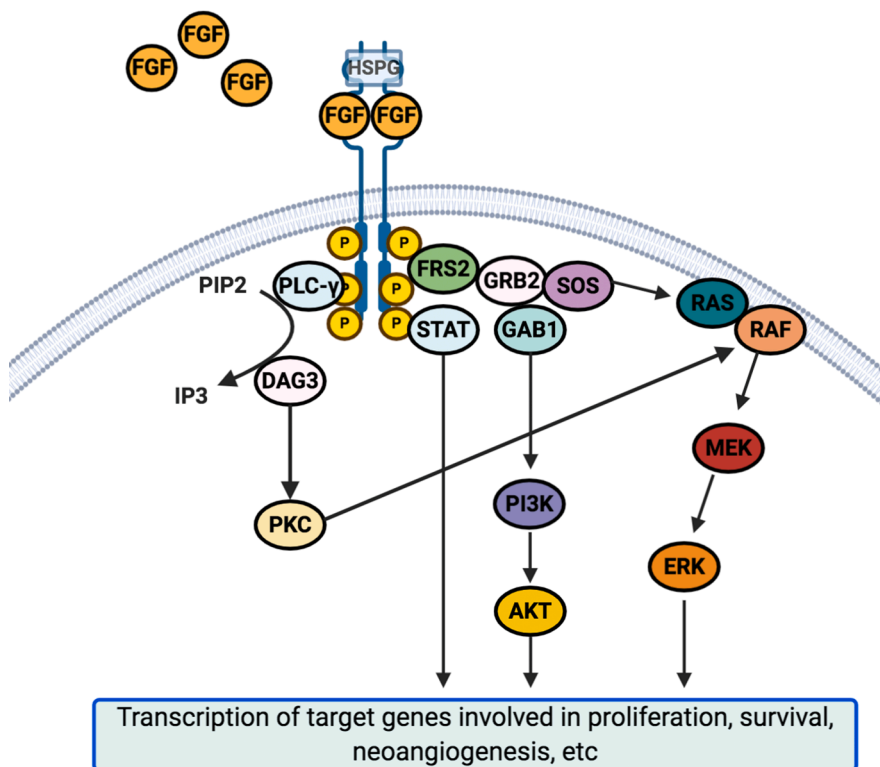 FGF
FGF
FGF
HSPG
FGF FGF
P P
FRS2
PIP2 PLC-γ P P GRB2 SOS
RAS
P P STAT GAB1 RAF
DAG3
IP3
MEK
PI3K
PKC
ERK
AKT
Transcription of target genes involved in proliferation, survival,
neoangiogenesis, etc